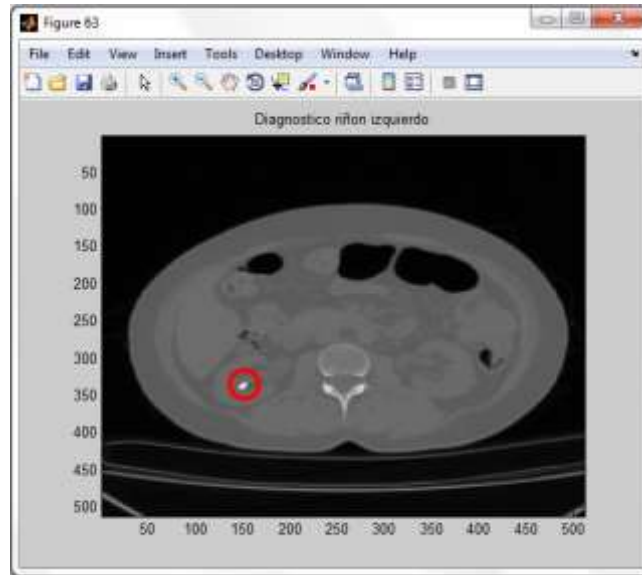 Figure 63
File Edit View Insert Tools Desktop Window Help
Diagnostico riñon izquierdo
50
100
150
200
250
300
350
400
450
500
50 100 150 200 250 300 350 400 450 500